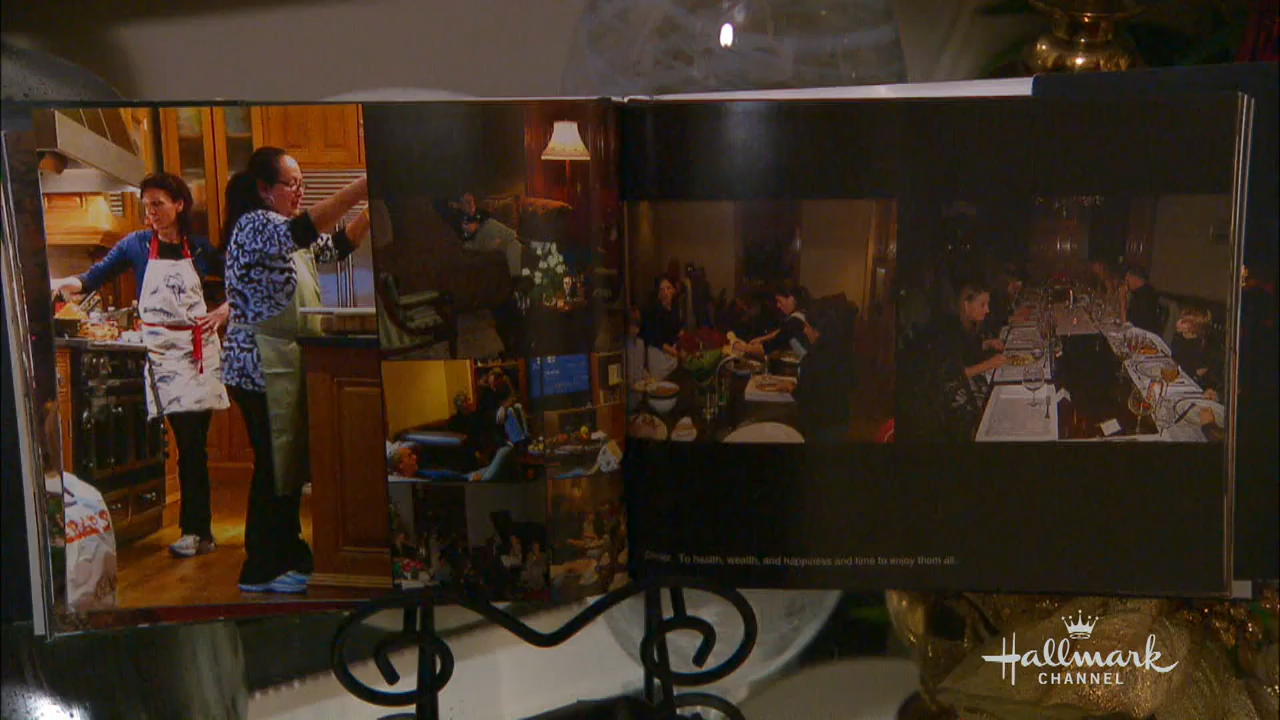 Dinner. To health, wealth, and happiness and time to enjoy them all.
Hallmark
CHANNEL